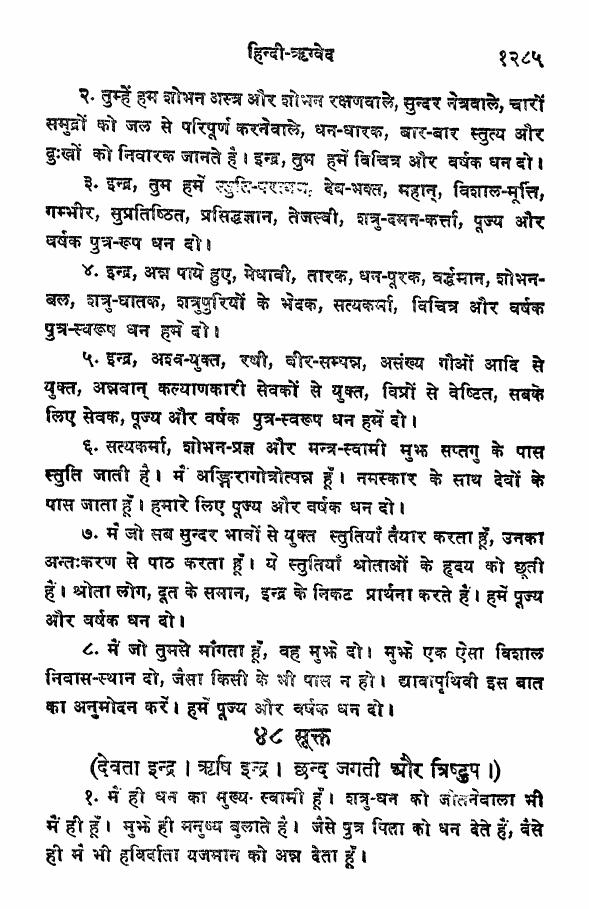 हिन्दी-ऋग्वेद १२८५
२. तुम्हें हम शोभन अस्त्र और शोभन रक्षणवाले, सुन्दर नेत्रवाले, चारों
समुद्रों को जल से परिपूर्ण करनेवाले, धन-धारक, बार-बार स्तुत्य और
दुःखों को निवारक जानते है। इन्द्र, तुम हमें विचित्र और वर्षक धन दो।
३. इन्द्र, तुम हमें स्तुति-परायण, देव-भक्त, महान्, विशाल-मूर्त्ति,
गम्भीर, सुप्रतिष्ठित, प्रसिद्धज्ञान, तेजस्वी, शत्रु-दमन-कर्त्ता, पूज्य और
वर्षक पुत्र-रूप धन दो।
४. इन्द्र, अन्न पाये हुए, मेधावी, तारक, धन-पूरक, वर्द्धमान, शोभन-
बल, शत्रु-घातक, शत्रुपुरियों के भेदक, सत्यकर्मा, विचित्र और वर्षक
पुत्र-स्वरूप धन हमें दो।
५. इन्द्र, अश्व-युक्त, रथी, वीर-सम्पन्न, असंख्य गौओं आदि से
युक्त, अन्नवान् कल्याणकारी सेवकों से युक्त, विप्रों से वेष्टित, सबके
लिए सेवक, पूज्य और वर्षक पुत्र-स्वरूप धन हमें दो।
६. सत्यकर्मा, शोभन-प्रज्ञ और मन्त्र-स्वामी मुझ सप्तगु के पास
स्तुति जाती है। मैं अङ्गिरागोत्रोत्पन्न हूँ। नमस्कार के साथ देवों के
पास जाता हूँ। हमारे लिए पूज्य और वर्षक धन दो।
७. मैं जो सब सुन्दर भावों से युक्त स्तुतियाँ तैयार करता हूँ, उनका
अन्तःकरण से पाठ करता हूँ। ये स्तुतियाँ श्रोताओं के हृदय को छूती
हैं। श्रोता लोग, दूत के समान, इन्द्र के निकट प्रार्थना करते हैं। हमें पूज्य
और वर्षक धन दो।
८. मैं जो तुमसे माँगता हूँ, वह मुझे दो। मुझे एक ऐसा विशाल
निवास-स्थान दो, जैसा किसी के भी पास न हो। द्यावापृथिवी इस बात
का अनुमोदन करें। हमें पूज्य और वर्षक धन दो।
४८ सूक्त
(देवता इन्द्र। ऋषि इन्द्र। छन्द जगती और त्रिष्टुप।)
१. मैं ही धन का मुख्य स्वामी हूँ। शत्रु-धन को जीतनेवाला भी
मैं ही हूँ। मुझे ही मनुष्य बुलाते है। जैसे पुत्र पिता को धन देते हैं, वैसे
ही मैं भी हविर्दाता यजमान को अन्न देता हूँ।